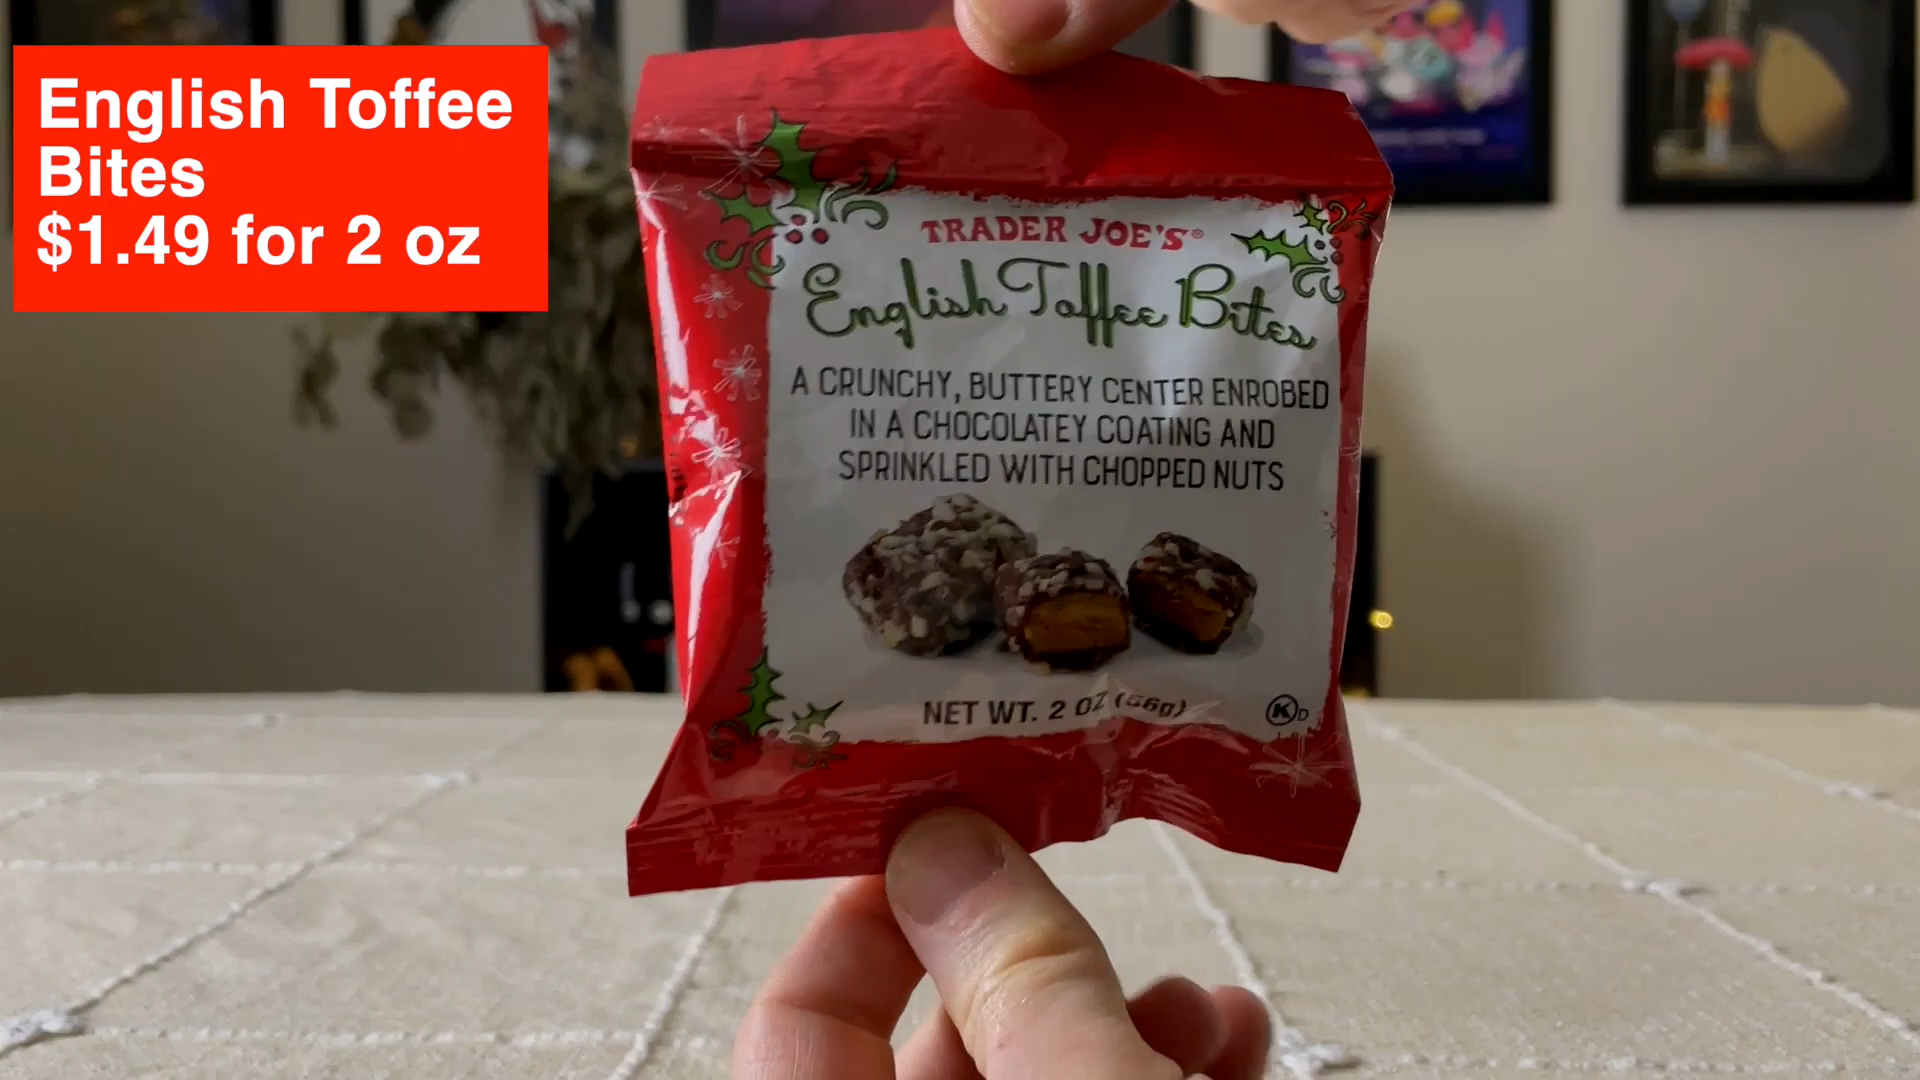 English Toffee
Bites
$1.49 for 2 oz
TRADER JOE'S®
English Toffee Bites
A CRUNCHY, BUTTERY CENTER ENROBED
IN A CHOCOLATEY COATING AND
SPRINKLED WITH CHOPPED NUTS
NET WT. 2 OZ (56g)
K D